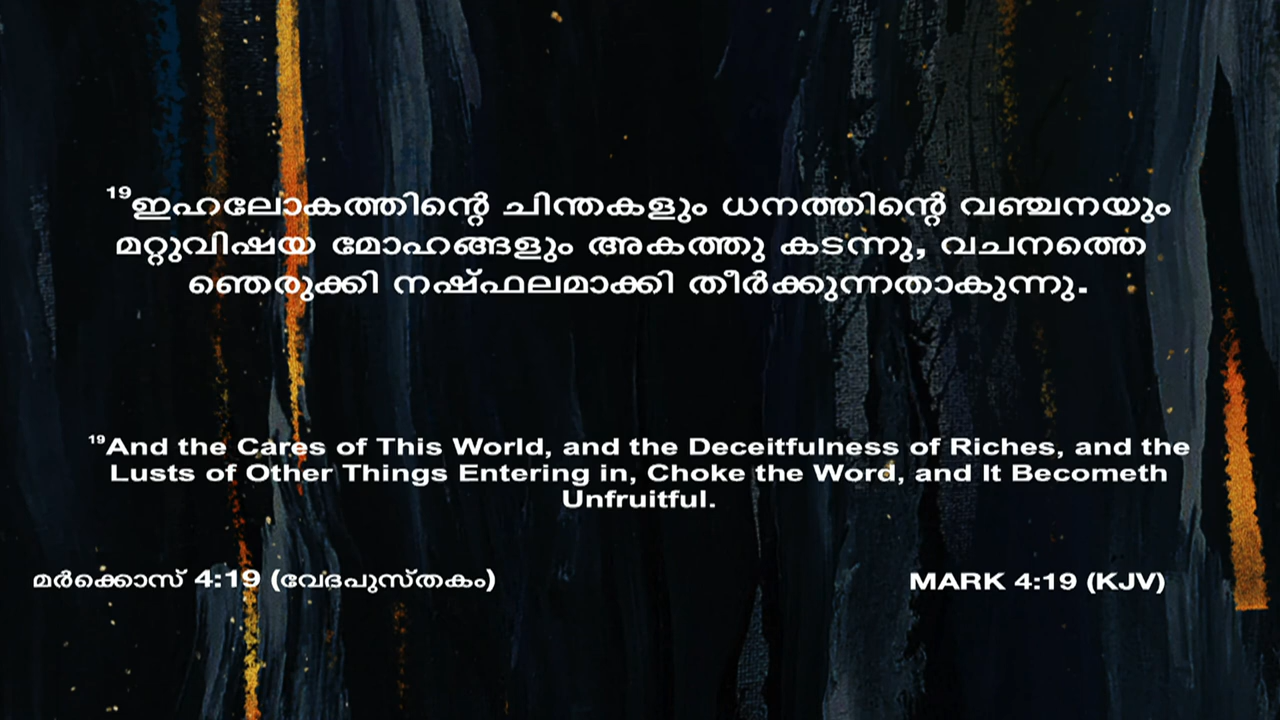 ¹⁹ഇഹലോകത്തിന്റെ ചിന്തകളും ധനത്തിന്റെ വഞ്ചനയും
മറ്റുവിഷയ മോഹങ്ങളും അകത്തു കടന്നു, വചനത്തെ
ഞെരുക്കി നഷ്ഫലമാക്കി തീർക്കുന്നതാകുന്നു.
¹⁹And the Cares of This World, and the Deceitfulness of Riches, and the
Lusts of Other Things Entering in, Choke the Word, and It Becometh
Unfruitful.
മർക്കൊസ് 4:19 (വേദപുസ്തകം)
MARK 4:19 (KJV)